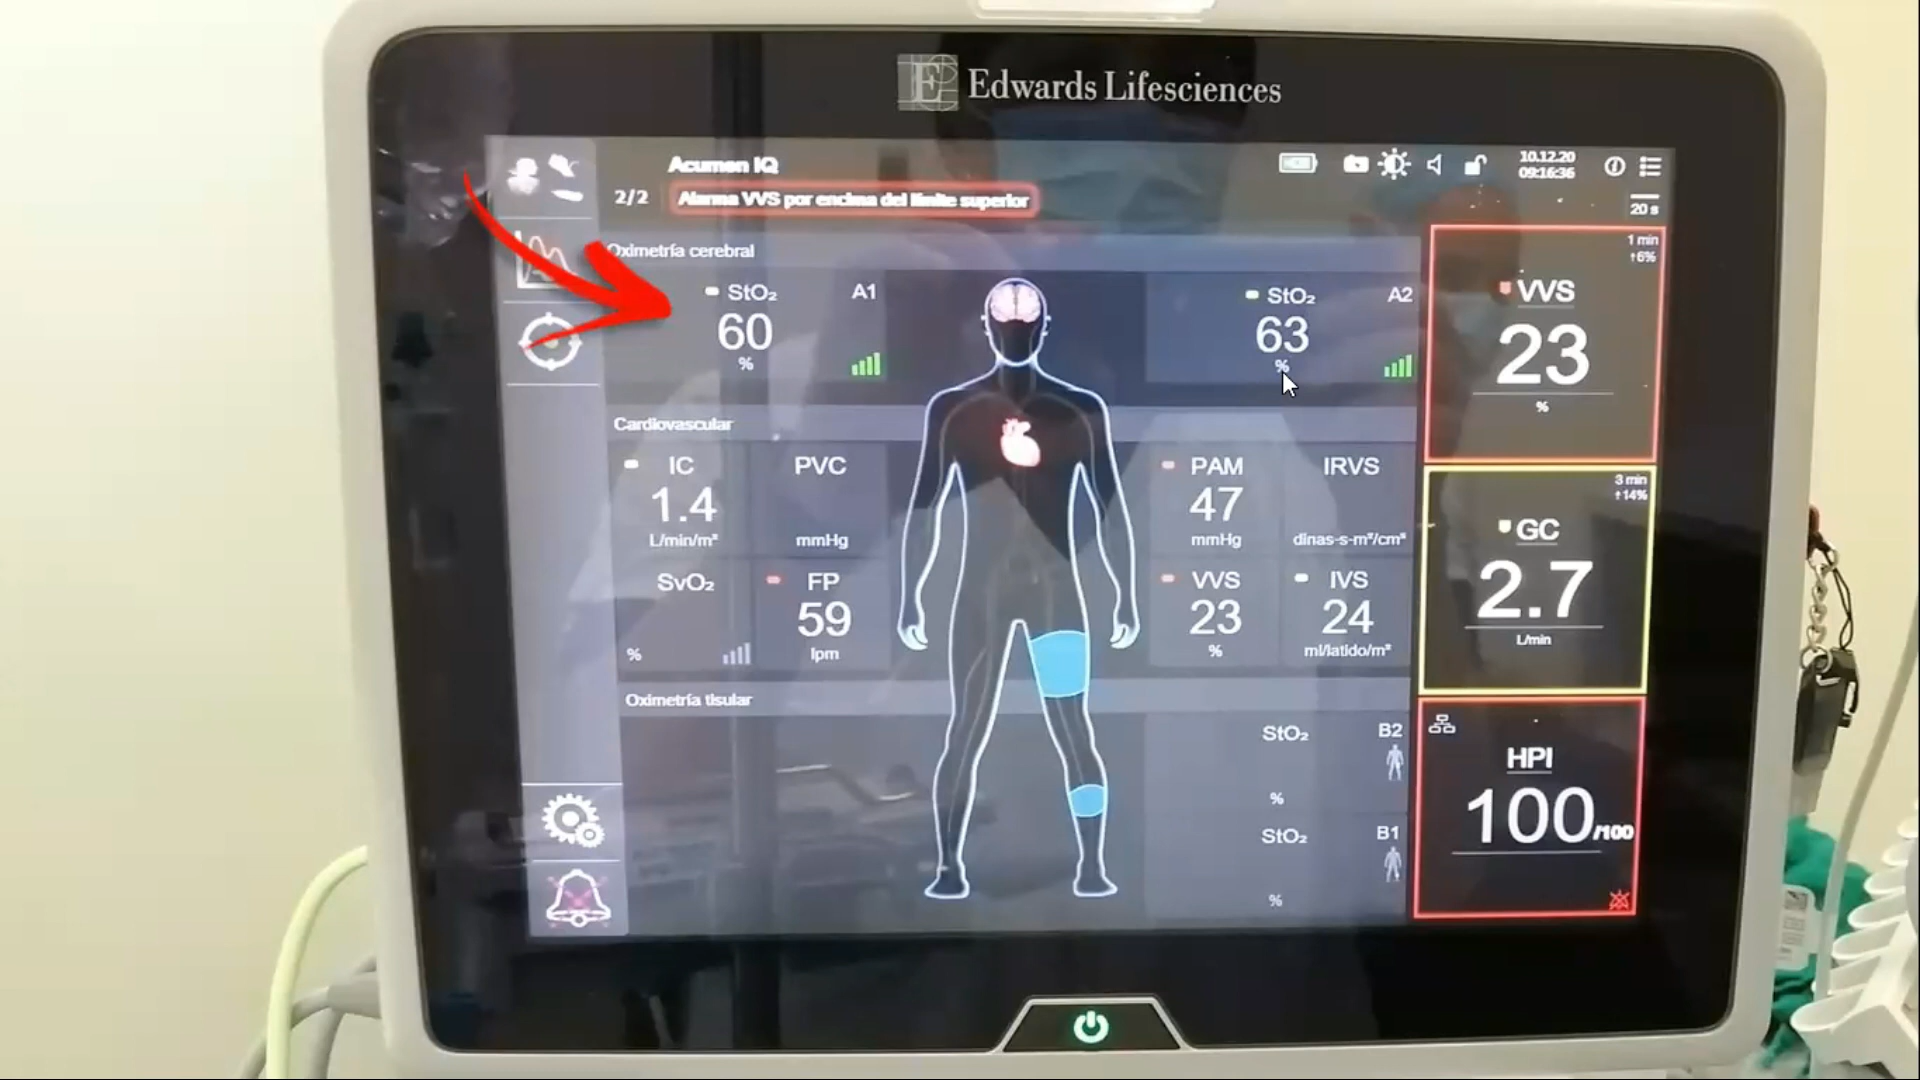 Edwards Lifesciences
Acumen IQ
10.12.20
09:16:36
2/2
Alarma VVS por encima del límite superior
20 s
Oximetría cerebral
StO₂ A1
60
%
StO₂ A2
63
%
1 min
↑6%
VVS
23
%
Cardiovascular
IC
1.4
L/min/m²
PVC
mmHg
PAM
47
mmHg
IRVS
dinas-s-m²/cm⁵
3 min
↑14%
GC
2.7
L/min
SvO₂
%
FP
59
lpm
VVS
23
%
IVS
24
ml/latido/m²
Oximetría tisular
StO₂ B2
%
StO₂ B1
%
HPI
100/100